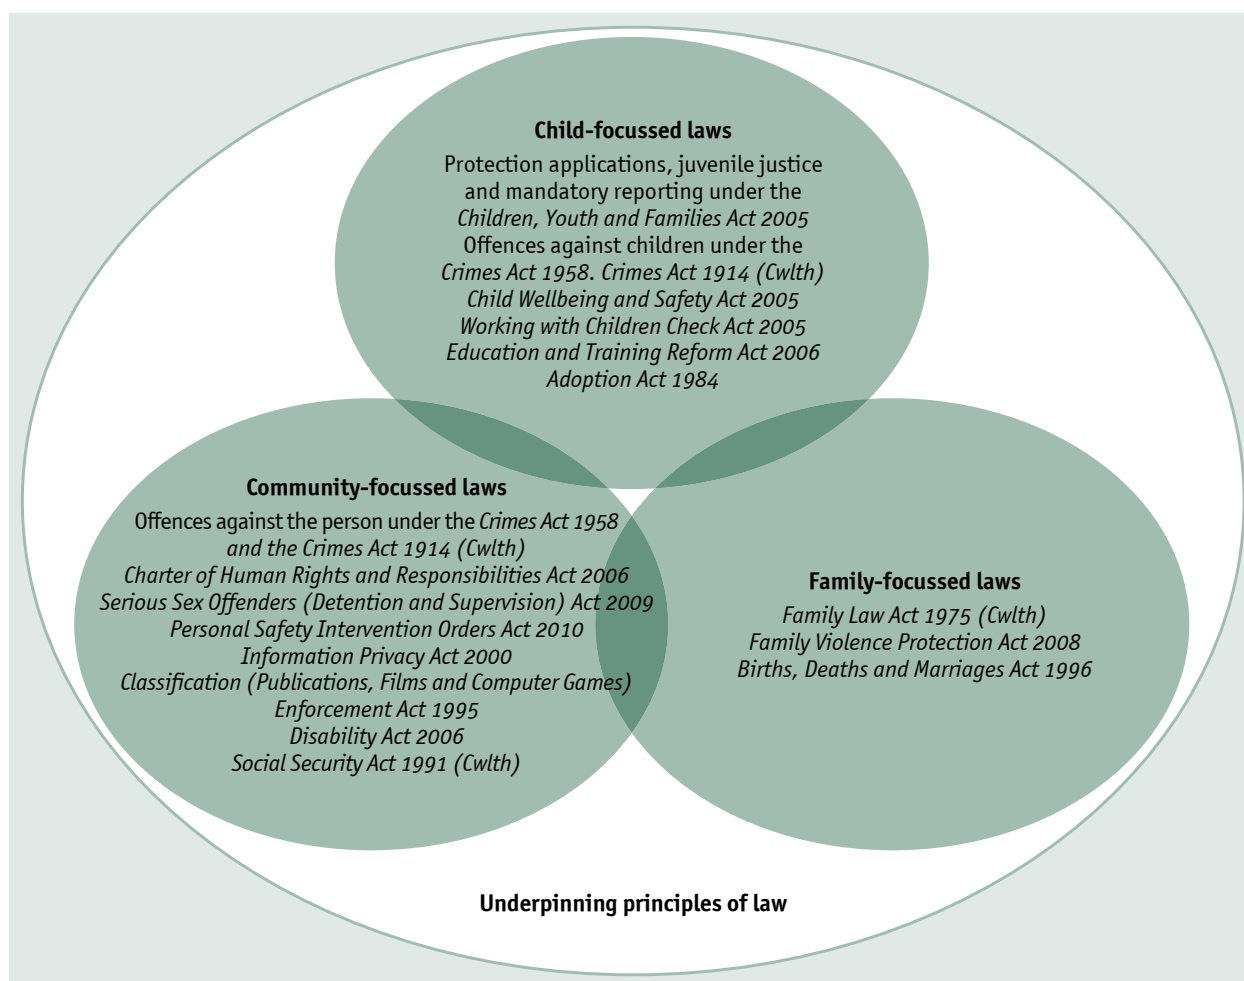 Child-focussed laws
Protection applications, juvenile justice
and mandatory reporting under the
Children, Youth and Families Act 2005
Offences against children under the
Crimes Act 1958. Crimes Act 1914 (Cwlth)
Child Wellbeing and Safety Act 2005
Working with Children Check Act 2005
Education and Training Reform Act 2006
Adoption Act 1984
Community-focussed laws
Offences against the person under the Crimes Act 1958
and the Crimes Act 1914 (Cwlth)
Charter of Human Rights and Responsibilities Act 2006
Serious Sex Offenders (Detention and Supervision) Act 2009
Personal Safety Intervention Orders Act 2010
Information Privacy Act 2000
Classification (Publications, Films and Computer Games)
Enforcement Act 1995
Disability Act 2006
Social Security Act 1991 (Cwlth)
Family-focussed laws
Family Law Act 1975 (Cwlth)
Family Violence Protection Act 2008
Births, Deaths and Marriages Act 1996
Underpinning principles of law